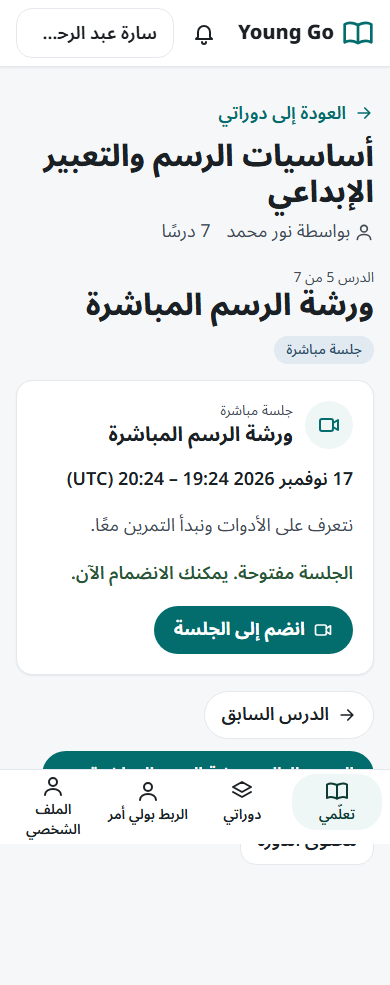 Young Go
سارة عبد الرحـ...
العودة إلى دوراتي
أساسيات الرسم والتعبير
الإبداعي
بواسطة نور محمد
7 درسًا
الدرس 5 من 7
ورشة الرسم المباشرة
جلسة مباشرة
جلسة مباشرة
ورشة الرسم المباشرة
17 نوفمبر 2026 19:24 – 20:24 (UTC)
نتعرف على الأدوات ونبدأ التمرين معًا.
الجلسة مفتوحة. يمكنك الانضمام الآن.
انضم إلى الجلسة
الدرس السابق
تعلّمي
دوراتي
الربط بولي أمر
الملف
الشخصي